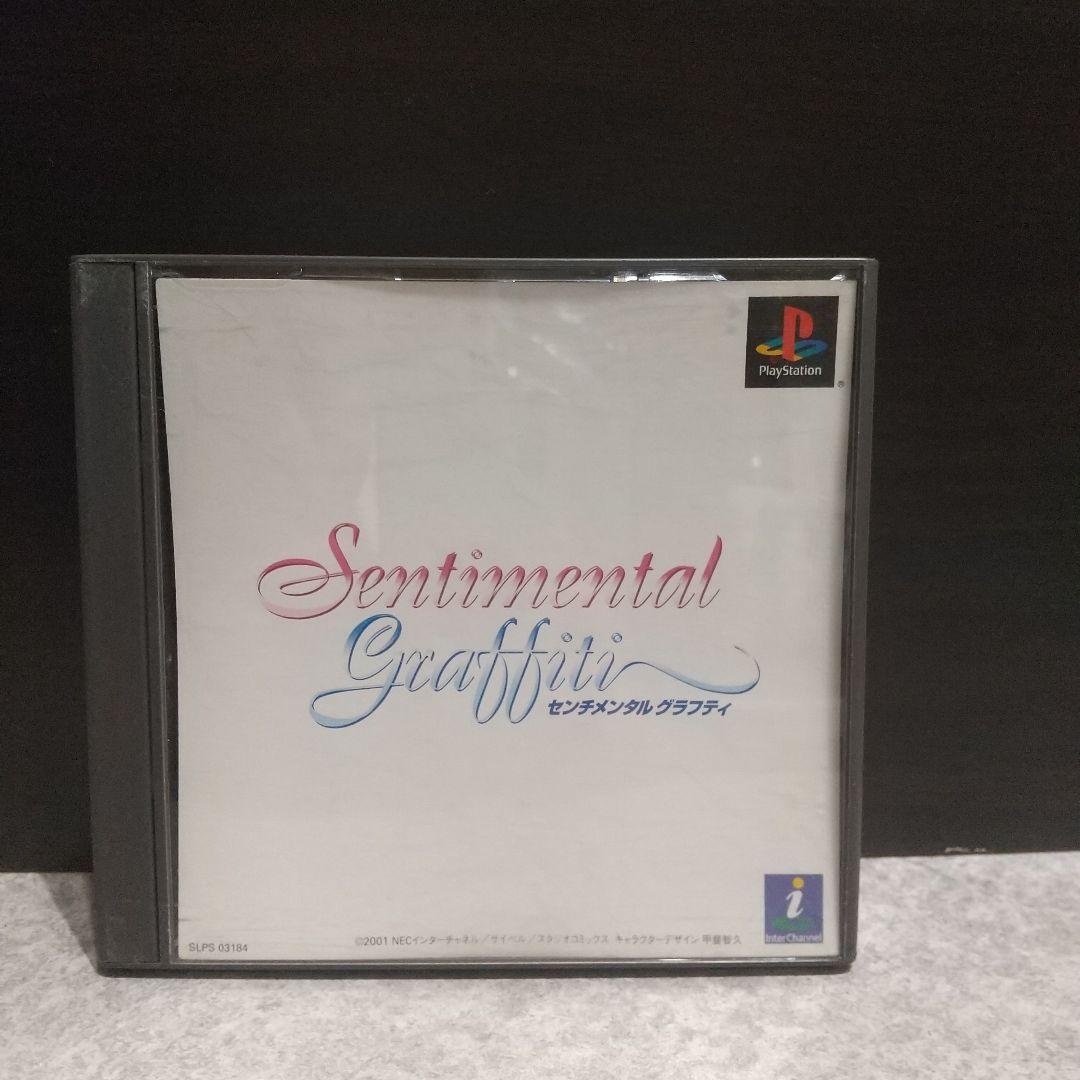 PlayStation
®
Sentimental
graffiti
センチメンタル グラフティ
i
InterChannel
SLPS 03184
©2001 NECインターチャネル／サイベル／スタジオコミックス キャラクターデザイン 甲斐智久